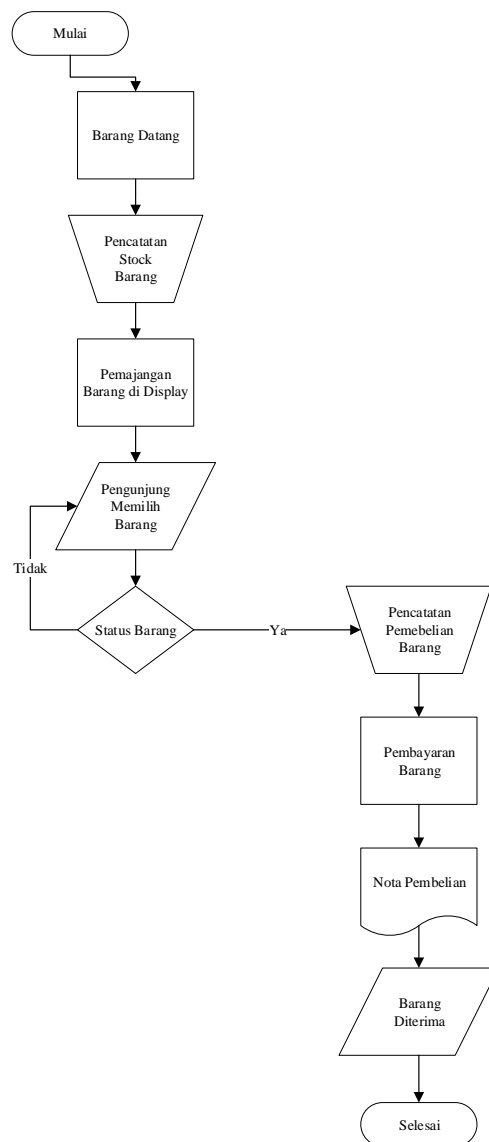 Mulai
Barang Datang
Pencatatan
Stock
Barang
Pemajangan
Barang di Display
Pengunjung
Memilih
Barang
Tidak
Status Barang
Ya
Pencatatan
Pemebelian
Barang
Pembayaran
Barang
Nota Pembelian
Barang
Diterima
Selesai